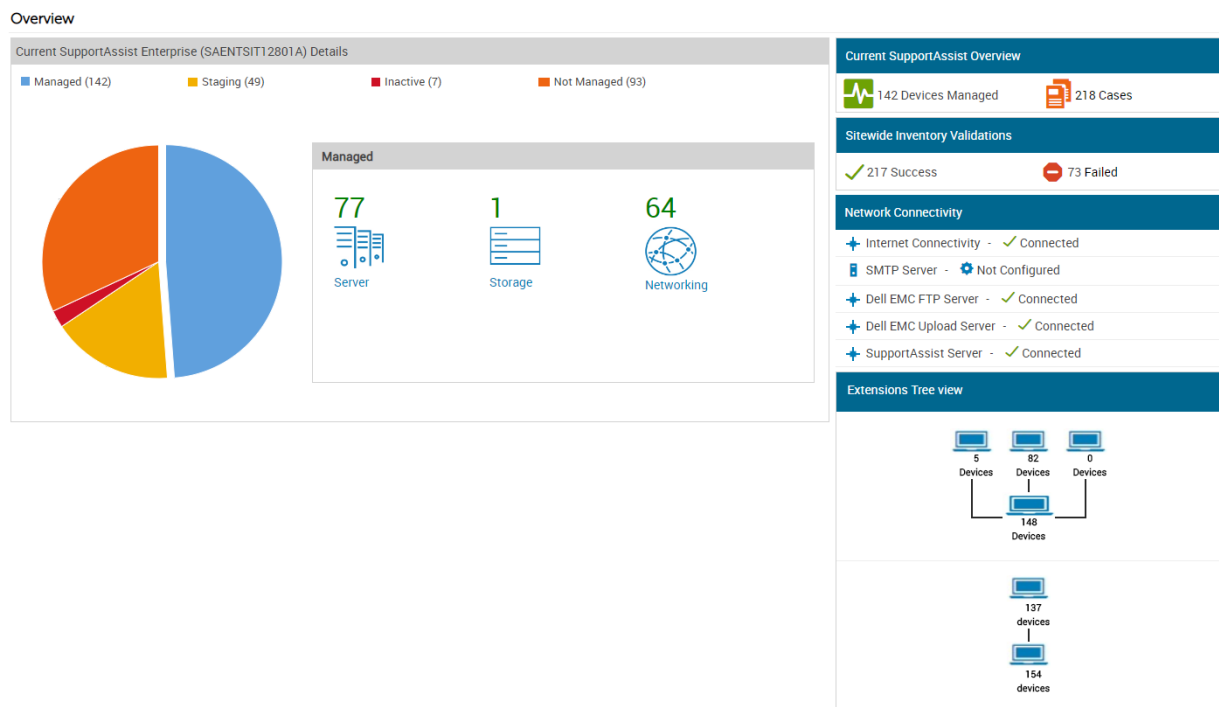 Overview
Current SupportAssist Enterprise (SAENTSIT12801A) Details
Managed (142)
Staging (49)
Inactive (7)
Not Managed (93)
Managed
77
Server
1
Storage
64
Networking
Current SupportAssist Overview
142 Devices Managed
218 Cases
Sitewide Inventory Validations
217 Success
73 Failed
Network Connectivity
Internet Connectivity - Connected
SMTP Server - Not Configured
Dell EMC FTP Server - Connected
Dell EMC Upload Server - Connected
SupportAssist Server - Connected
Extensions Tree view
5
Devices
82
Devices
0
Devices
148
Devices
137
devices
154
devices